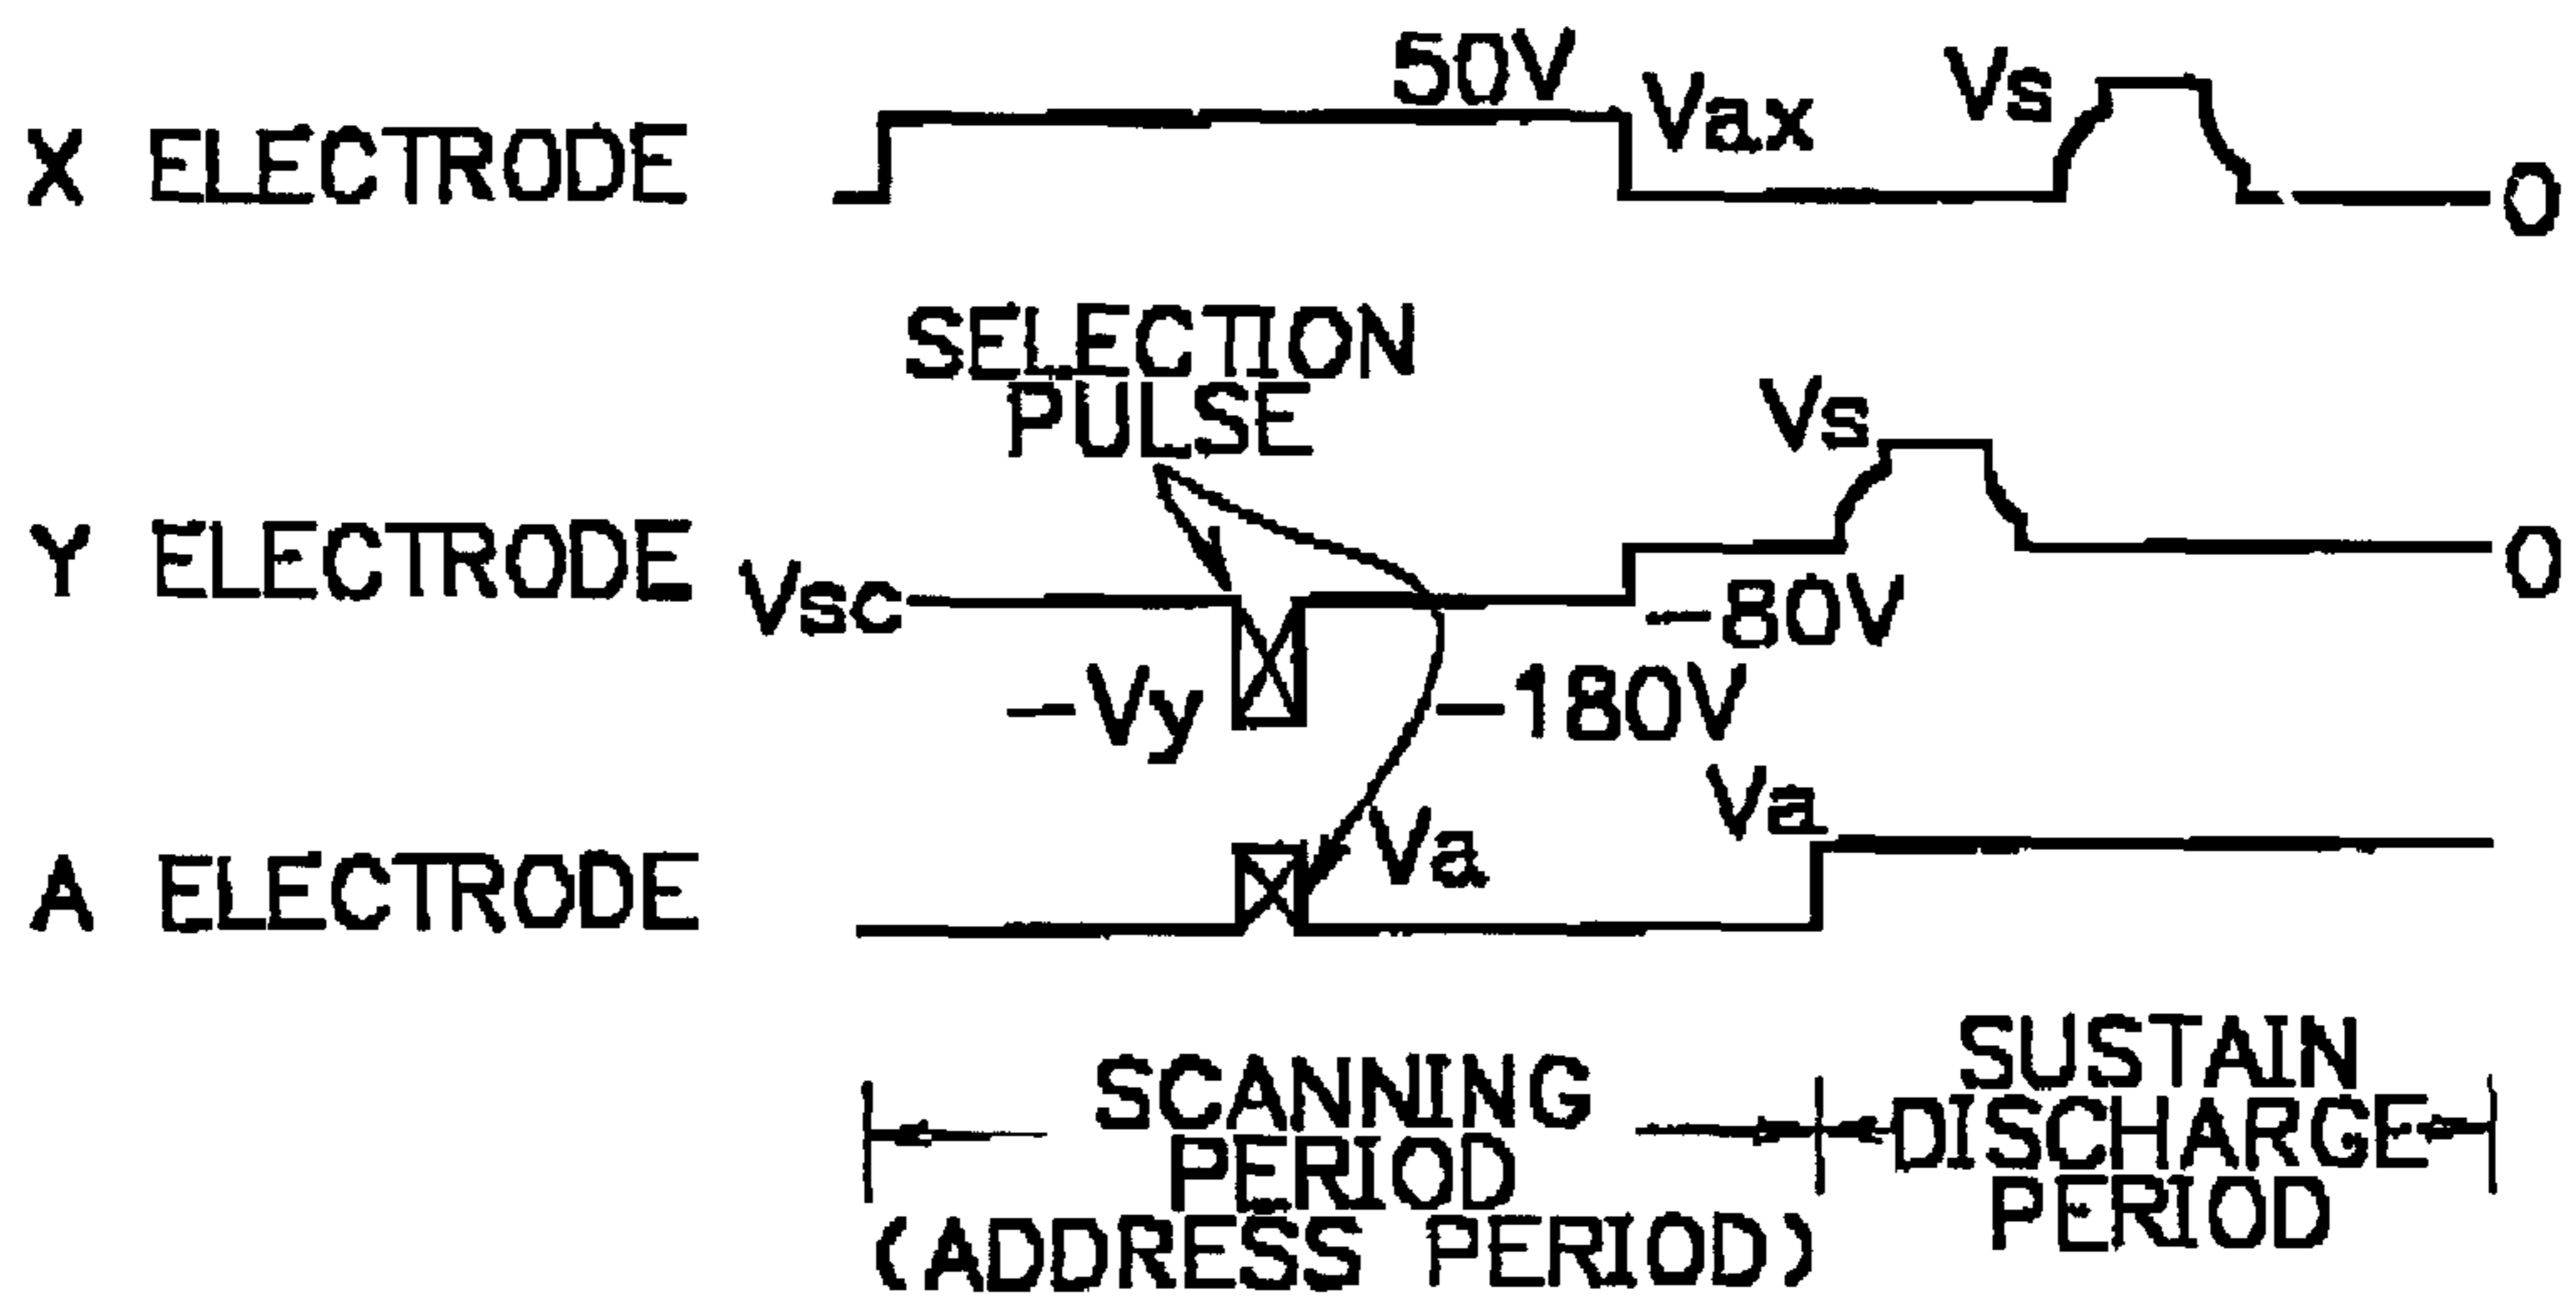 50V
Vax
Vs
X ELECTRODE
0
SELECTION
PULSE
Vs
Y ELECTRODE
0
Vsc
-80V
-Vy
-180V
Va
Va
A ELECTRODE
SCANNING
PERIOD
(ADDRESS PERIOD)
SUSTAIN
DISCHARGE
PERIOD